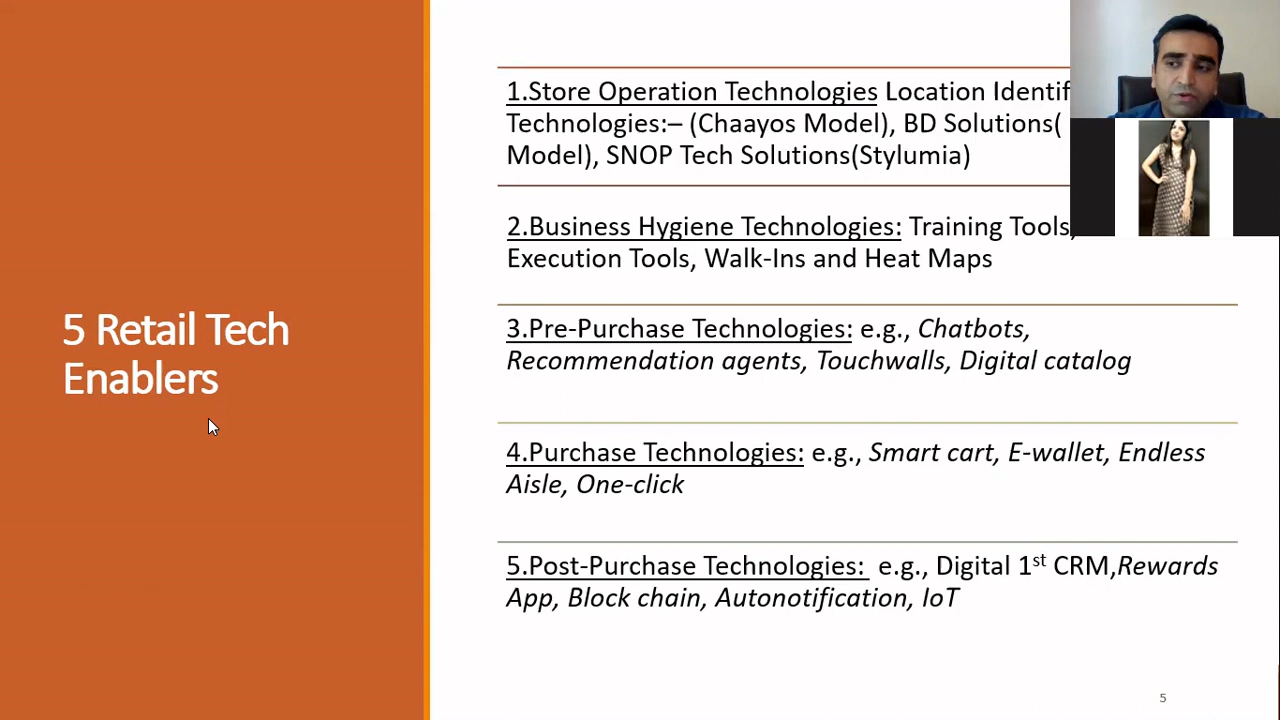 5 Retail Tech
Enablers
1.Store Operation Technologies Location
Technologies:– (Chaayos Model), BD Solutions(
Model), SNOP Tech Solutions(Stylumia)
2.Business Hygiene Technologies: Training Tools,
Execution Tools, Walk-Ins and Heat Maps
3.Pre-Purchase Technologies: e.g., Chatbots,
Recommendation agents, Touchwalls, Digital catalog
4.Purchase Technologies: e.g., Smart cart, E-wallet, Endless
Aisle, One-click
5.Post-Purchase Technologies: e.g., Digital 1st CRM,Rewards
App, Block chain, Autonotification, IoT
5